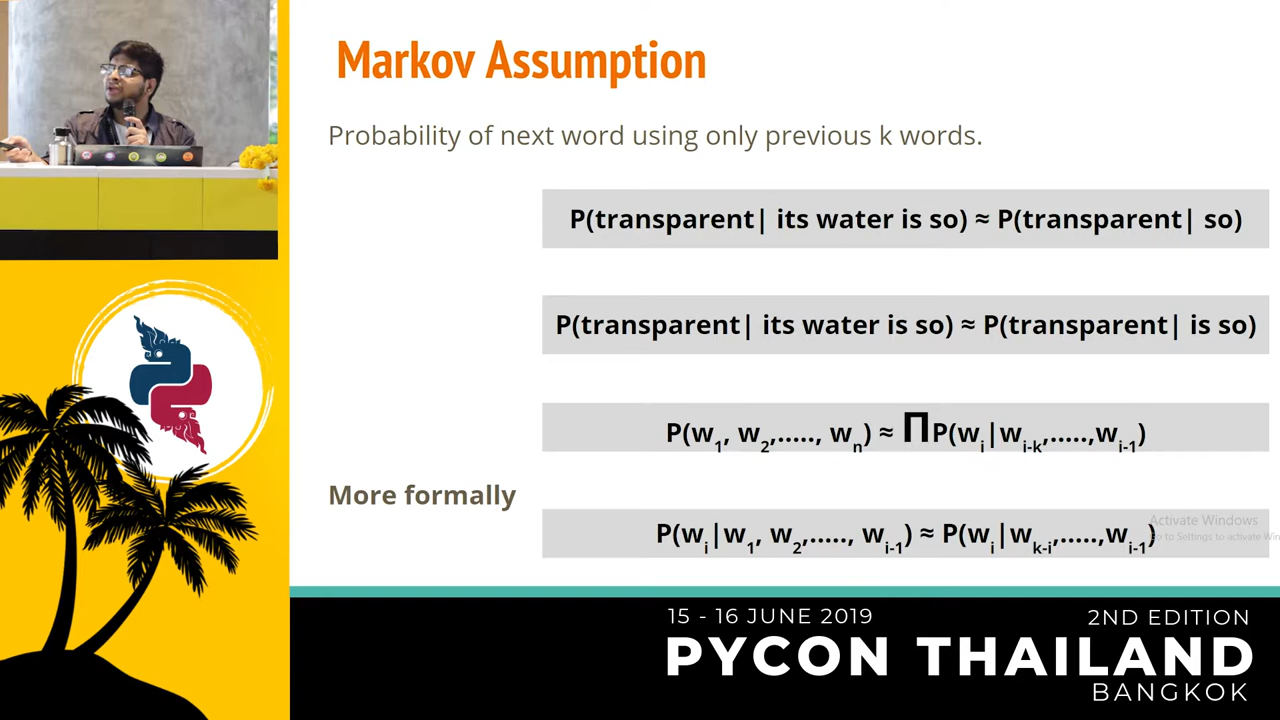 Markov Assumption
Probability of next word using only previous k words.
P(transparent| its water is so) ≈ P(transparent| so)
P(transparent| its water is so) ≈ P(transparent| is so)
P(w1, w2,....., wn) ≈ ΠP(wi|wi-k,.....,wi-1)
More formally
P(wi|w1, w2,....., wi-1) ≈ P(wi|wk-i,.....,wi-1)
Activate Windows
Go to Settings to activate Win
15 - 16 JUNE 2019
2ND EDITION
PYCON THAILAND
BANGKOK